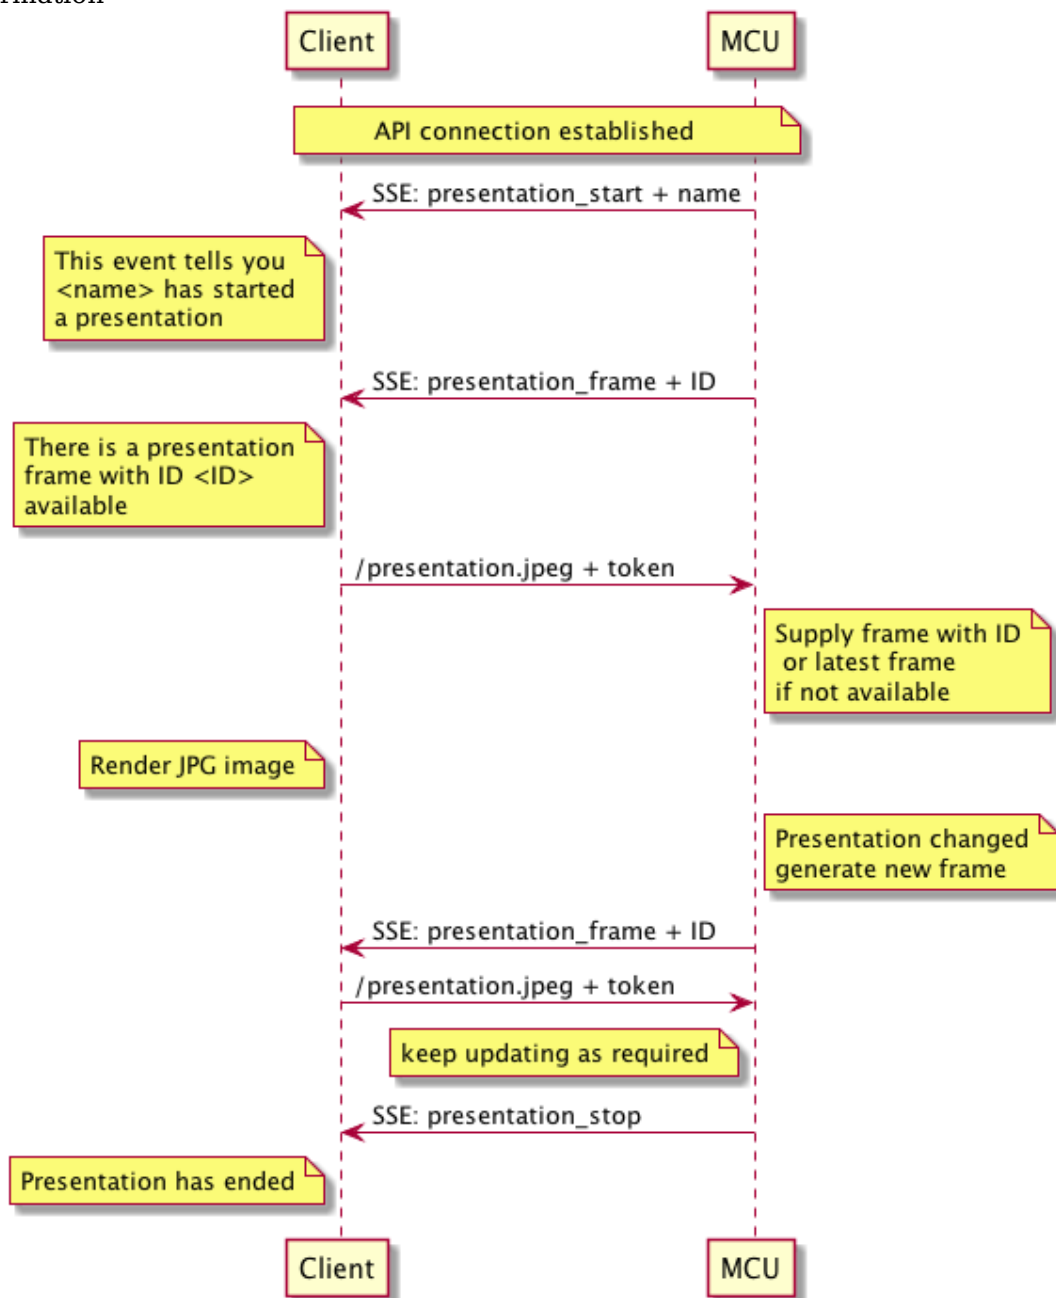 Client
MCU
API connection established
SSE: presentation_start + name
This event tells you
<name> has started
a presentation
SSE: presentation_frame + ID
There is a presentation
frame with ID <ID>
available
/presentation.jpeg + token
Supply frame with ID
or latest frame
if not available
Render JPG image
Presentation changed
generate new frame
SSE: presentation_frame + ID
/presentation.jpeg + token
keep updating as required
SSE: presentation_stop
Presentation has ended
Client
MCU